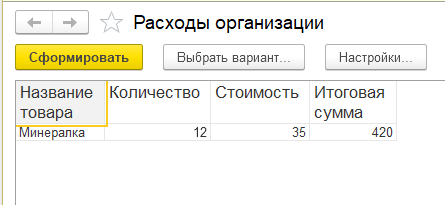 Расходы организации
Сформировать Выбрать вариант... Настройки...
Название товара Количество Стоимость Итоговая сумма
Минералка 12 35 420